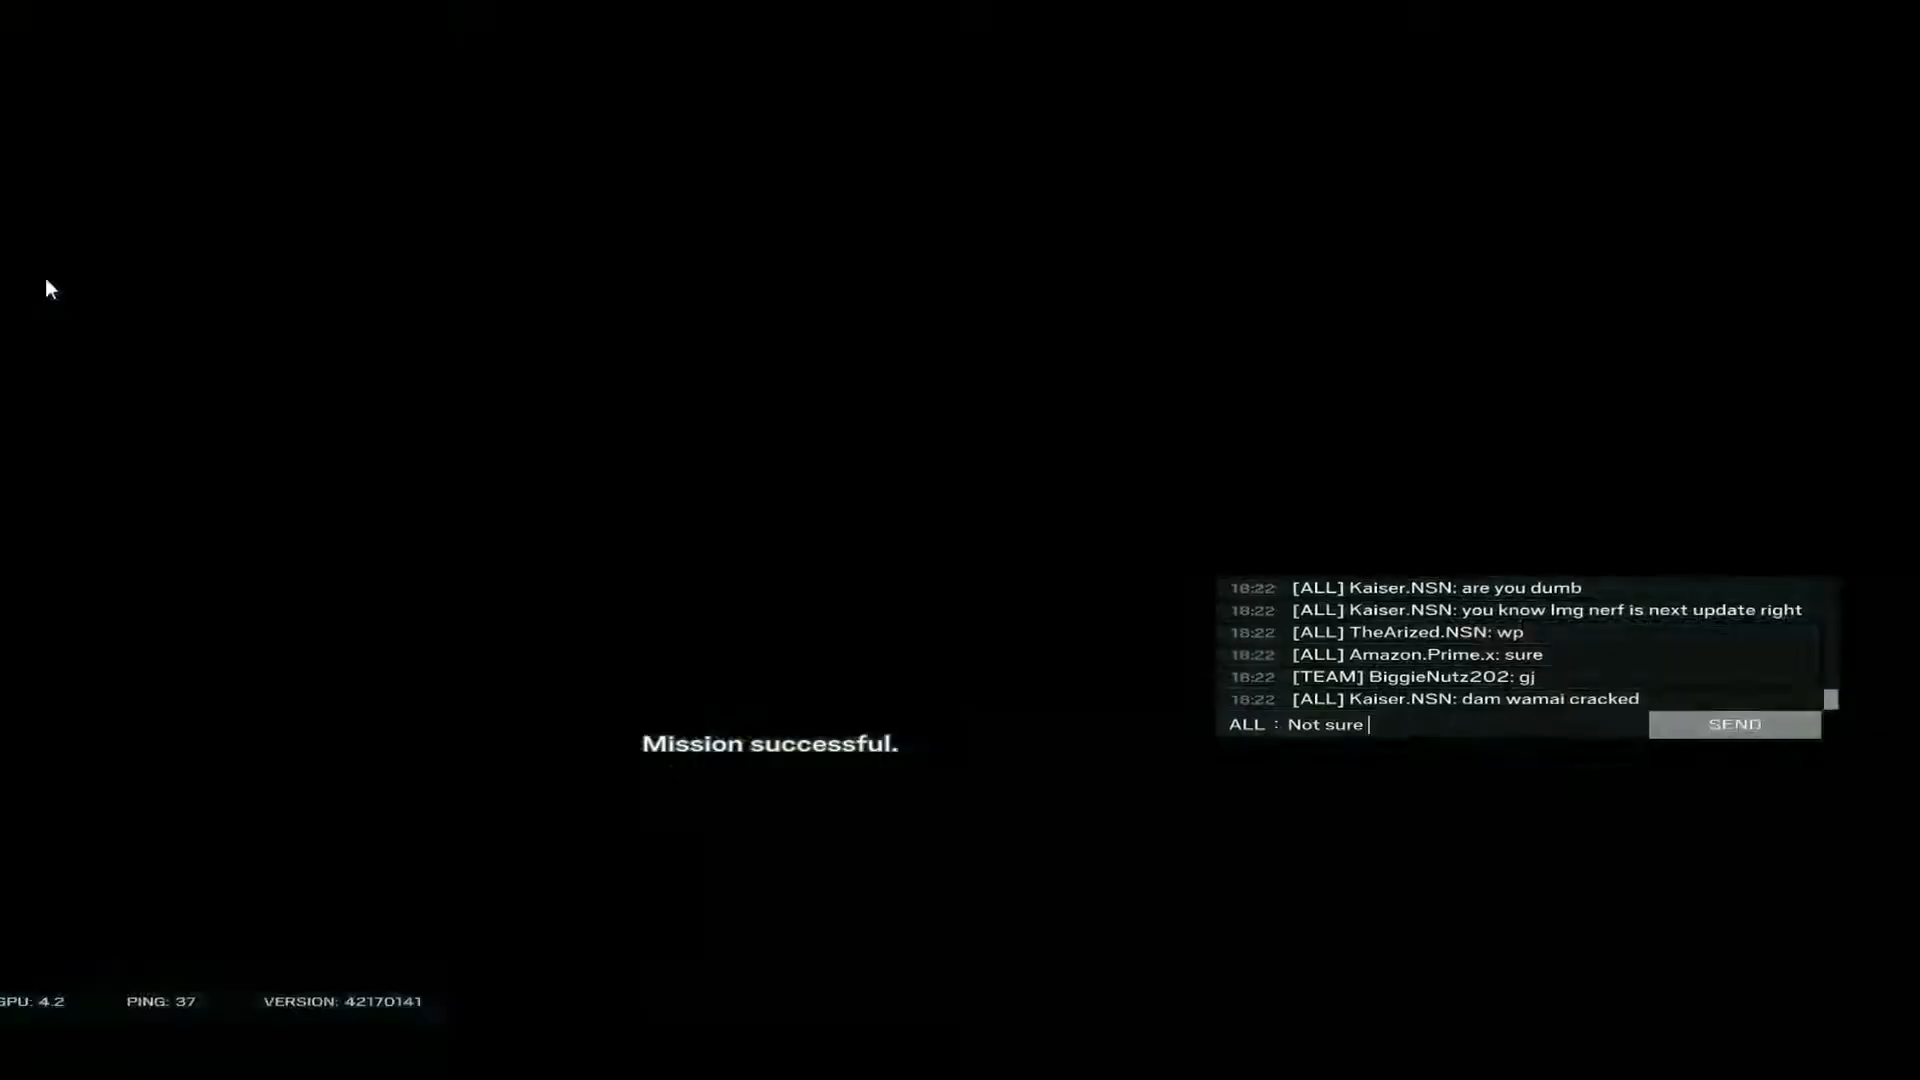 18:22 [ALL] Kaiser.NSN: are you dumb
18:22 [ALL] Kaiser.NSN: you know lmg nerf is next update right
18:22 [ALL] TheArized.NSN: wp
18:22 [ALL] Amazon.Prime.x: sure
18:22 [TEAM] BiggieNutz202: gj
18:22 [ALL] Kaiser.NSN: dam wamai cracked
ALL : Not sure
SEND
Mission successful.
GPU: 4.2 PING: 37 VERSION: 42170141